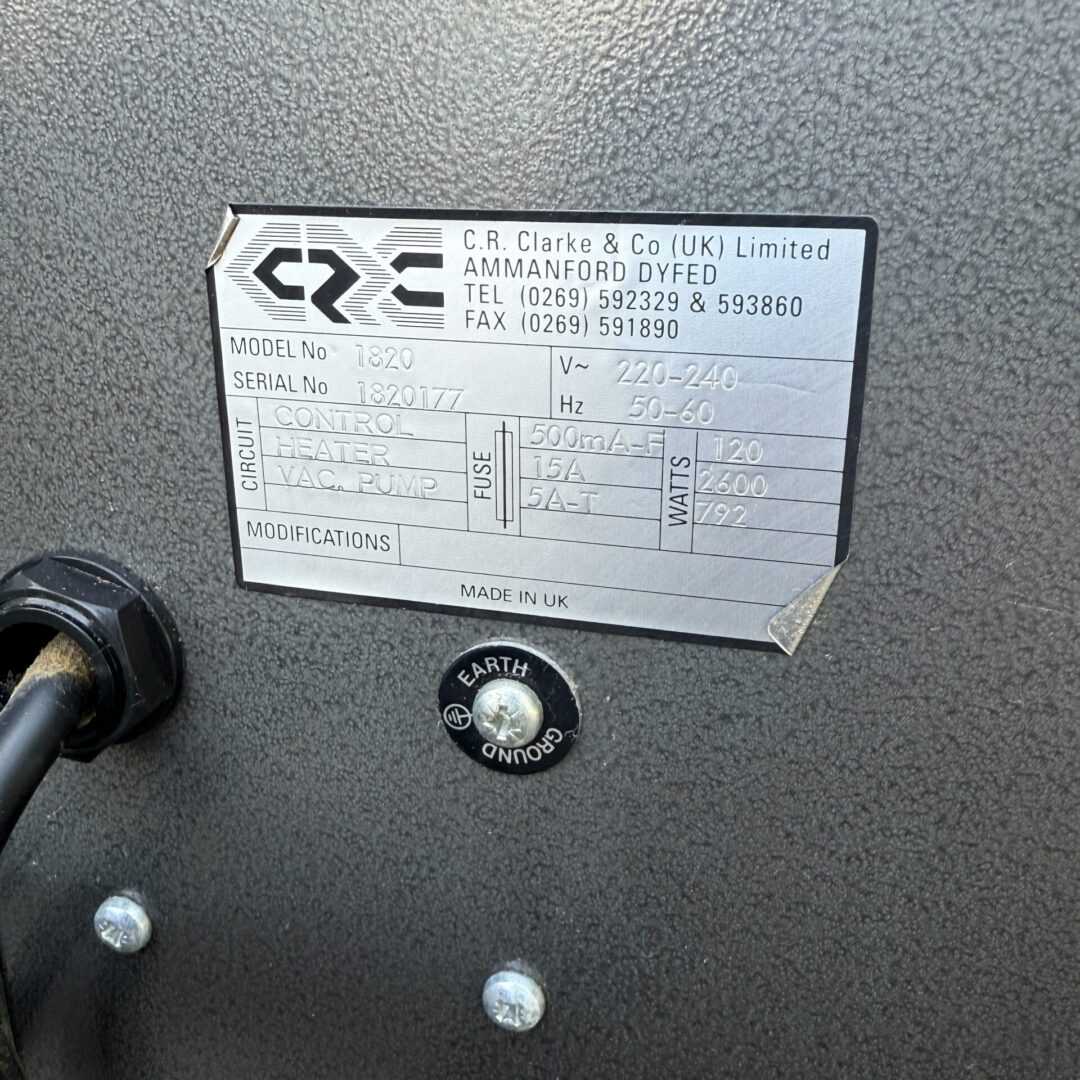 CRC
C.R. Clarke & Co (UK) Limited
AMMANFORD DYFED
TEL (0269) 592329 & 593860
FAX (0269) 591890
MODEL No 1820
SERIAL No 1820177
V~ 220-240
Hz 50-60
CIRCUIT
CONTROL
HEATER
VAC. PUMP
FUSE
500mA-F
15A
5A-T
WATTS
120
2600
792
MODIFICATIONS
MADE IN UK
EARTH
GROUND